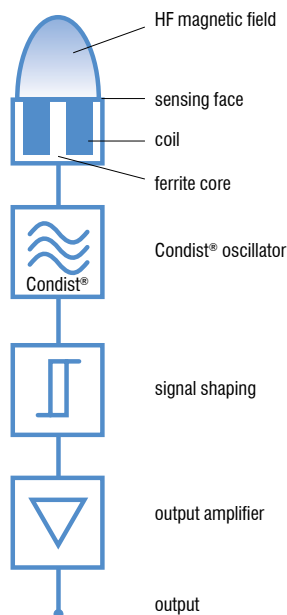 HF magnetic field
sensing face
coil
ferrite core
Condist® oscillator
Condist®
signal shaping
output amplifier
output